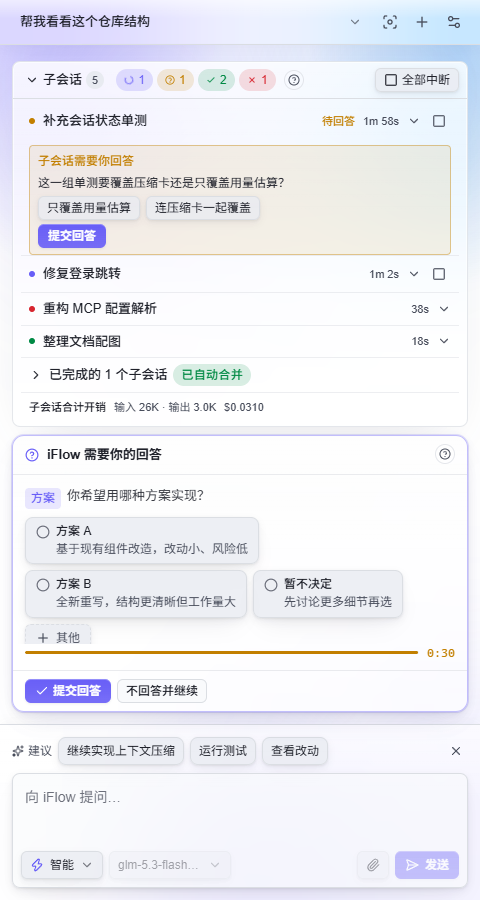 帮我看看这个仓库结构
子会话 5 1 1 2 1 全部中断
补充会话状态单测 待回答 1m 58s
子会话需要你回答
这一组单测要覆盖压缩卡还是只覆盖用量估算?
只覆盖用量估算 连压缩卡一起覆盖
提交回答
修复登录跳转 1m 2s
重构 MCP 配置解析 38s
整理文档配图 18s
已完成的 1 个子会话 已自动合并
子会话合计开销 输入 26K · 输出 3.0K $0.0310
iFlow 需要你的回答
方案 你希望用哪种方案实现?
方案 A
基于现有组件改造，改动小、风险低
方案 B
全新重写，结构更清晰但工作量大
暂不决定
先讨论更多细节再选
其他
0:30
提交回答 不回答并继续
建议 继续实现上下文压缩 运行测试 查看改动
向 iFlow 提问…
智能 glm-5.3-flash… 发送